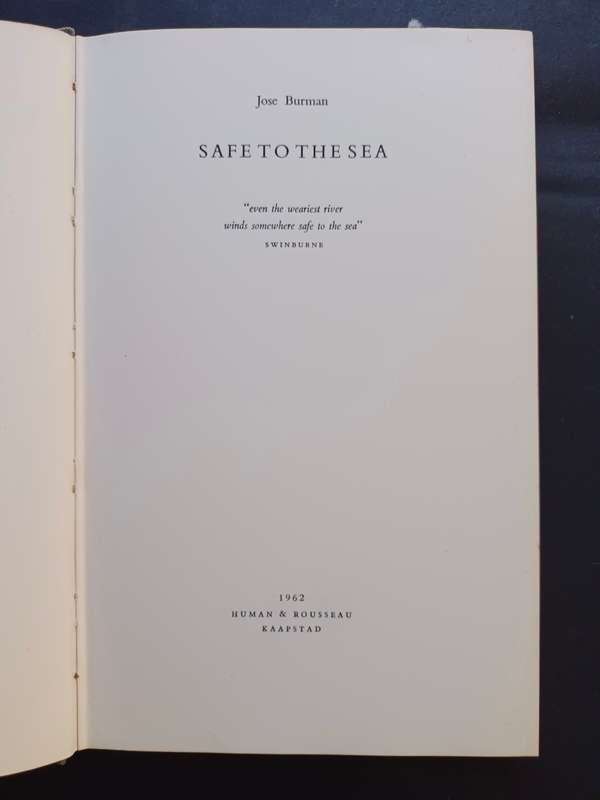 Jose Burman
SAFE TO THE SEA
"even the weariest river
winds somewhere safe to the sea"
SWINBURNE
1962
HUMAN & ROUSSEAU
KAAPSTAD